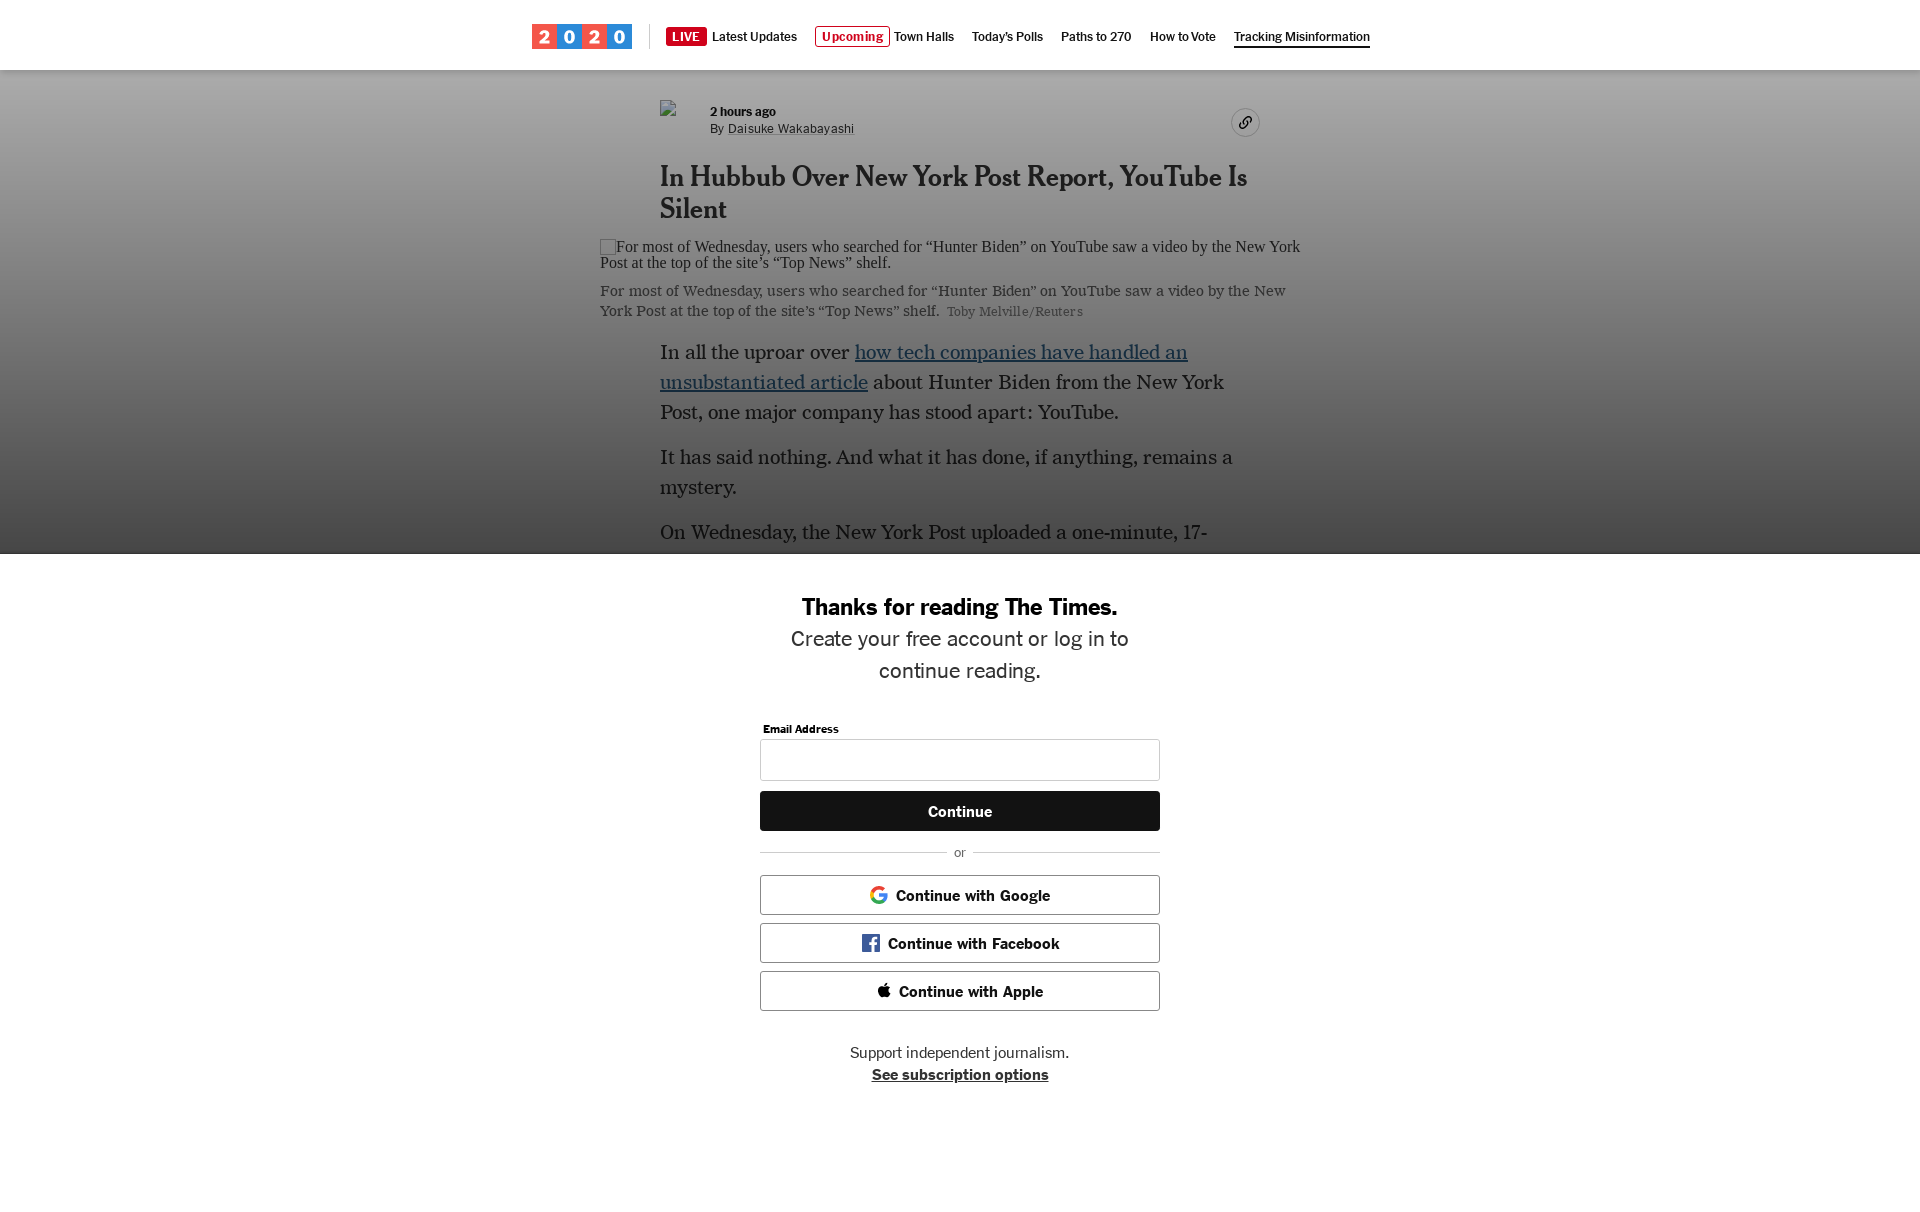 2020 LIVE Latest Updates Upcoming Town Halls Today's Polls Paths to 270 How to Vote Tracking Misinformation
2 hours ago
By Daisuke Wakabayashi
In Hubbub Over New York Post Report, YouTube Is
Silent
For most of Wednesday, users who searched for “Hunter Biden” on YouTube saw a video by the New York
Post at the top of the site’s “Top News” shelf.
For most of Wednesday, users who searched for “Hunter Biden” on YouTube saw a video by the New
York Post at the top of the site’s “Top News” shelf. Toby Melville/Reuters
In all the uproar over how tech companies have handled an
unsubstantiated article about Hunter Biden from the New York
Post, one major company has stood apart: YouTube.
It has said nothing. And what it has done, if anything, remains a
mystery.
On Wednesday, the New York Post uploaded a one-minute, 17-
Thanks for reading The Times.
Create your free account or log in to
continue reading.
Email Address
Continue
or
Continue with Google
Continue with Facebook
Continue with Apple
Support independent journalism.
See subscription options